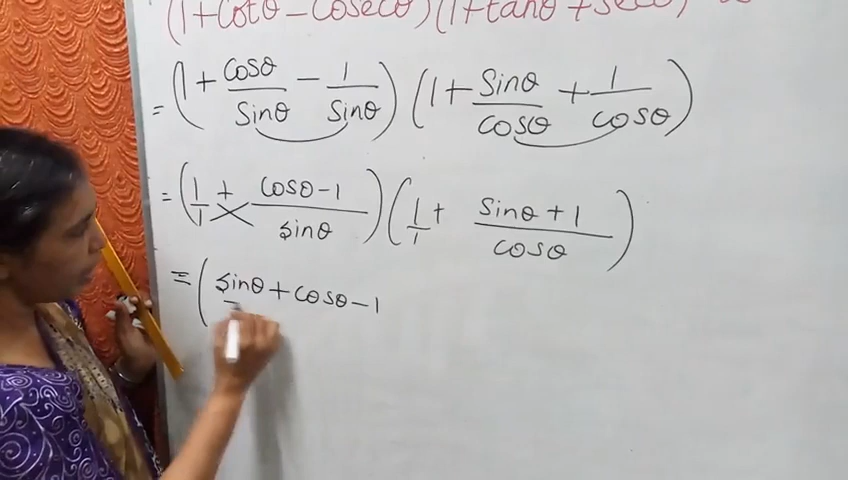 (1+cotθ-cosecθ)(1+tanθ+secθ)
= (1 + cosθ/sinθ - 1/sinθ) (1 + sinθ/cosθ + 1/cosθ)
= (1/1 + cosθ-1/sinθ) (1/1 + sinθ+1/cosθ)
= (sinθ+cosθ-1